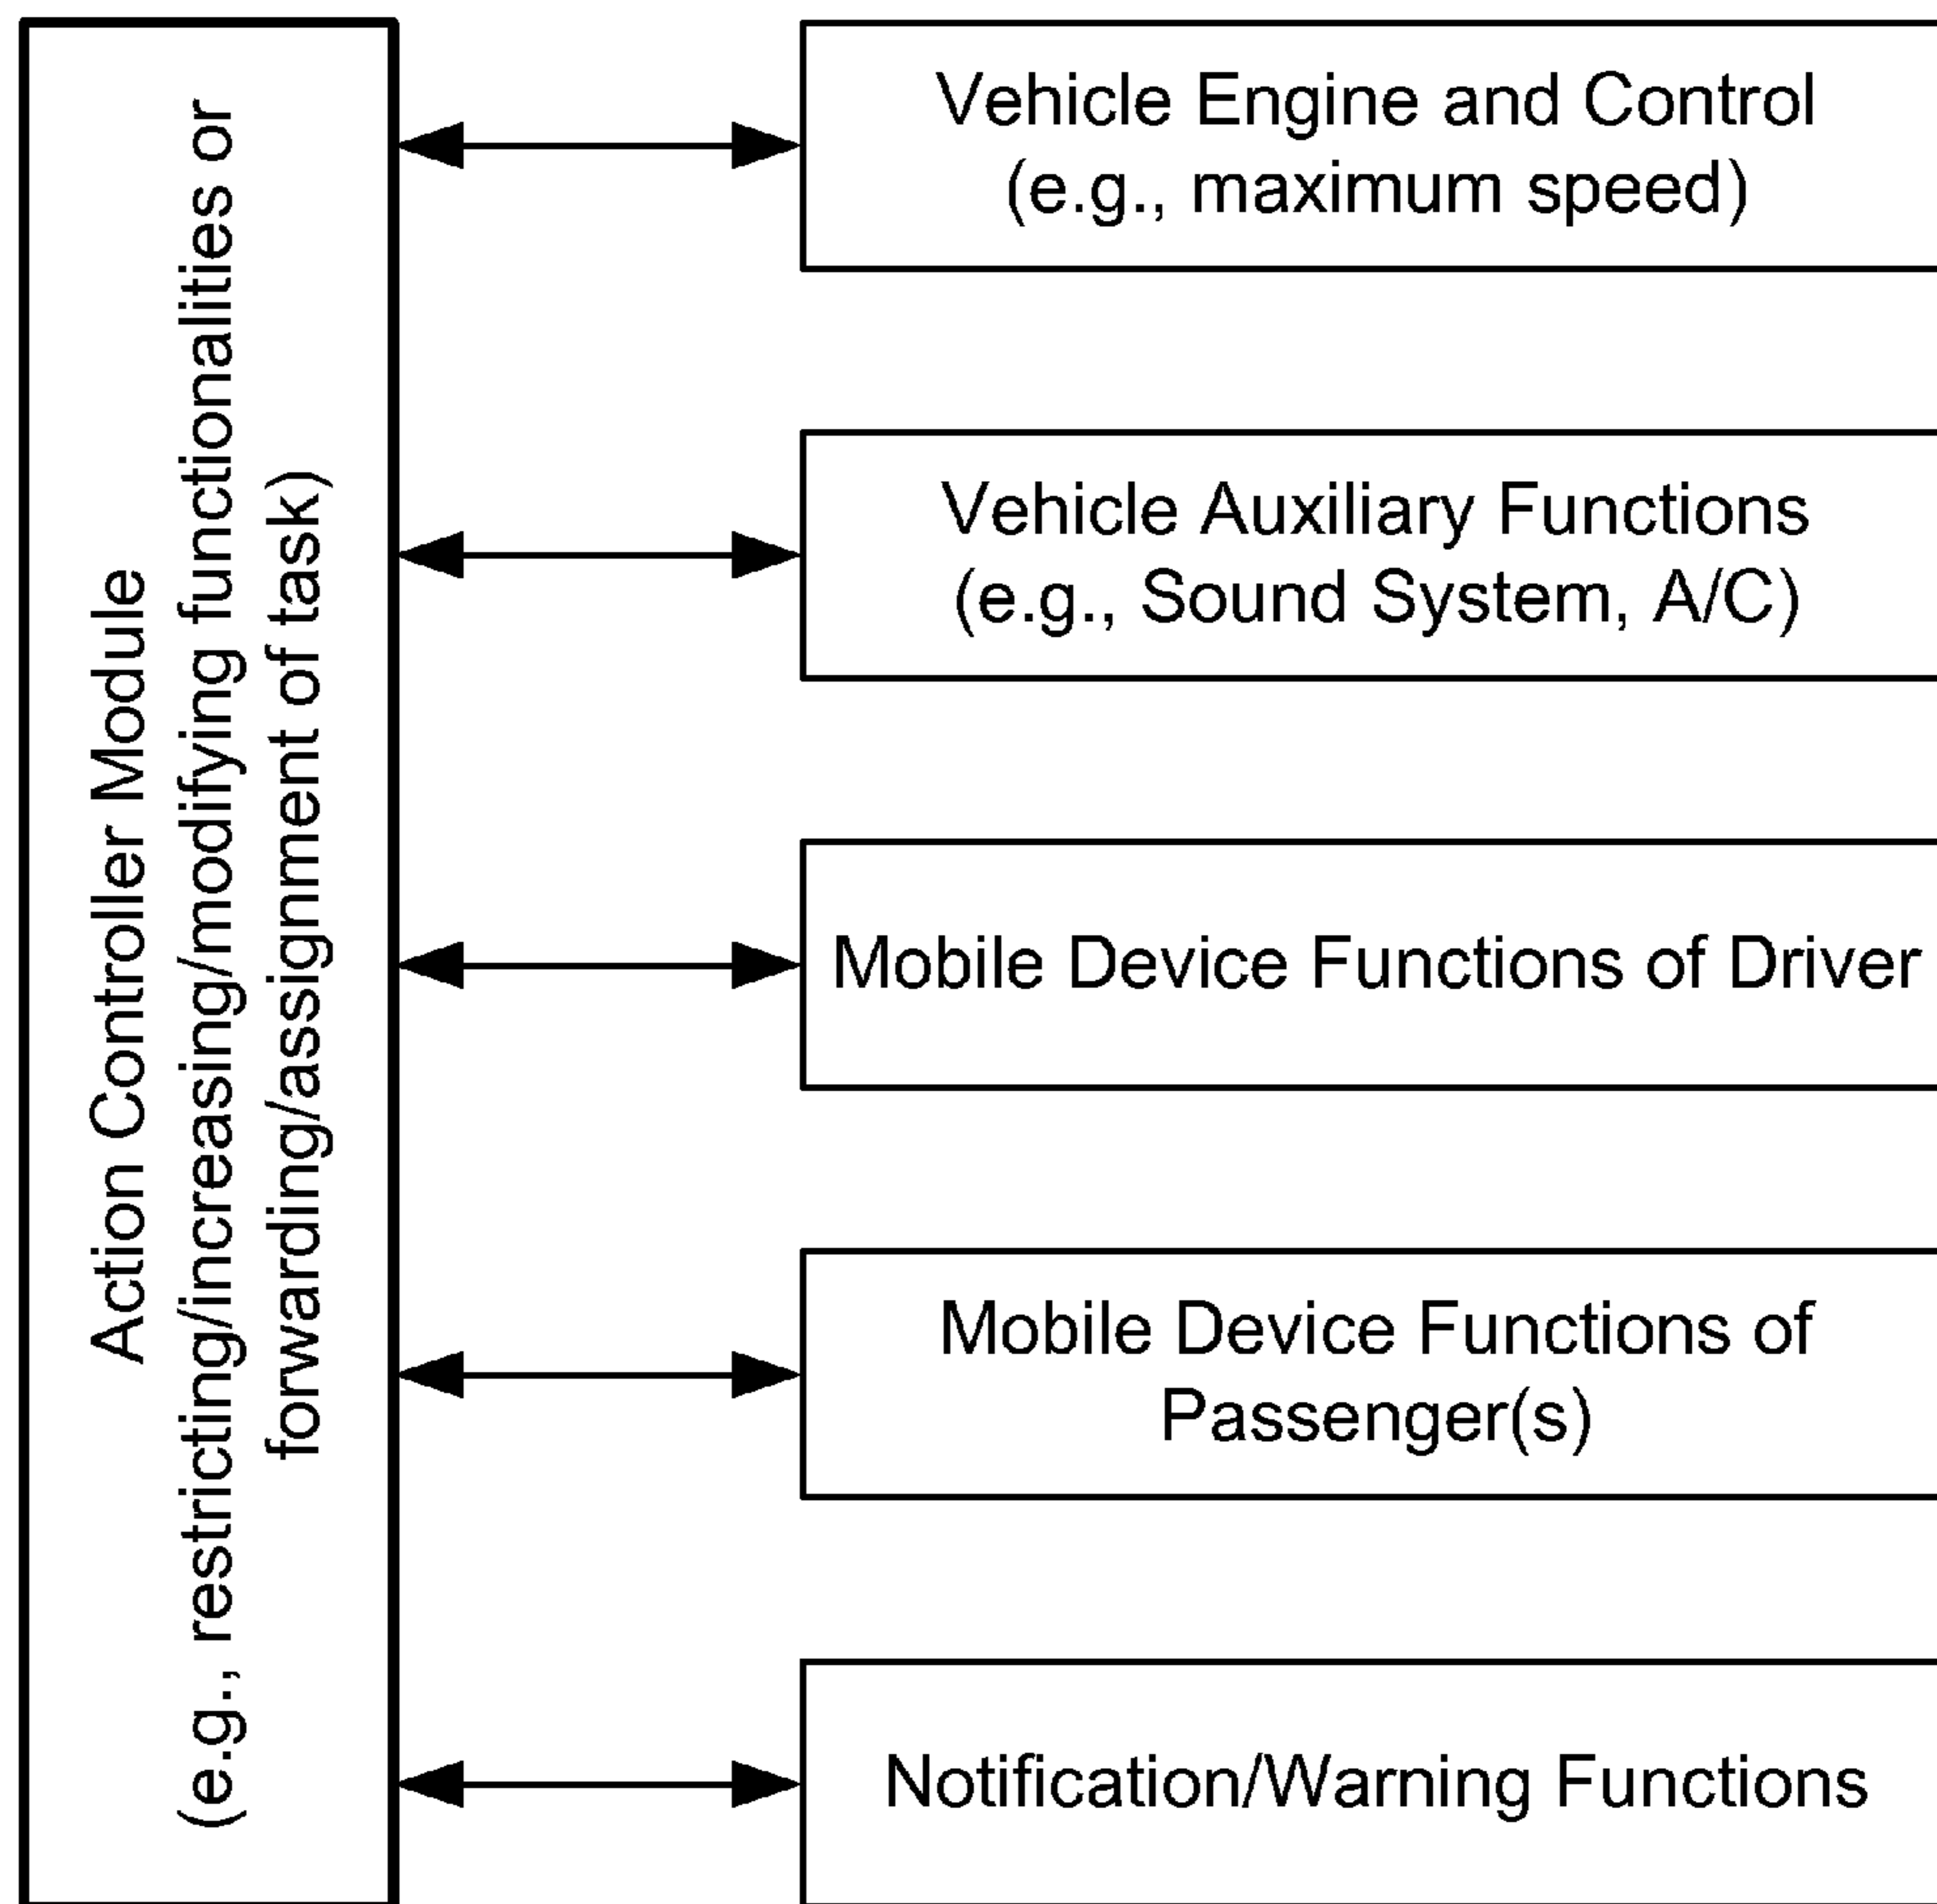 Action Controller Module
(e.g., restricting/increasing/modifying functionalities or
forwarding/assignment of task)
Vehicle Engine and Control
(e.g., maximum speed)
Vehicle Auxiliary Functions
(e.g., Sound System, A/C)
Mobile Device Functions of Driver
Mobile Device Functions of
Passenger(s)
Notification/Warning Functions